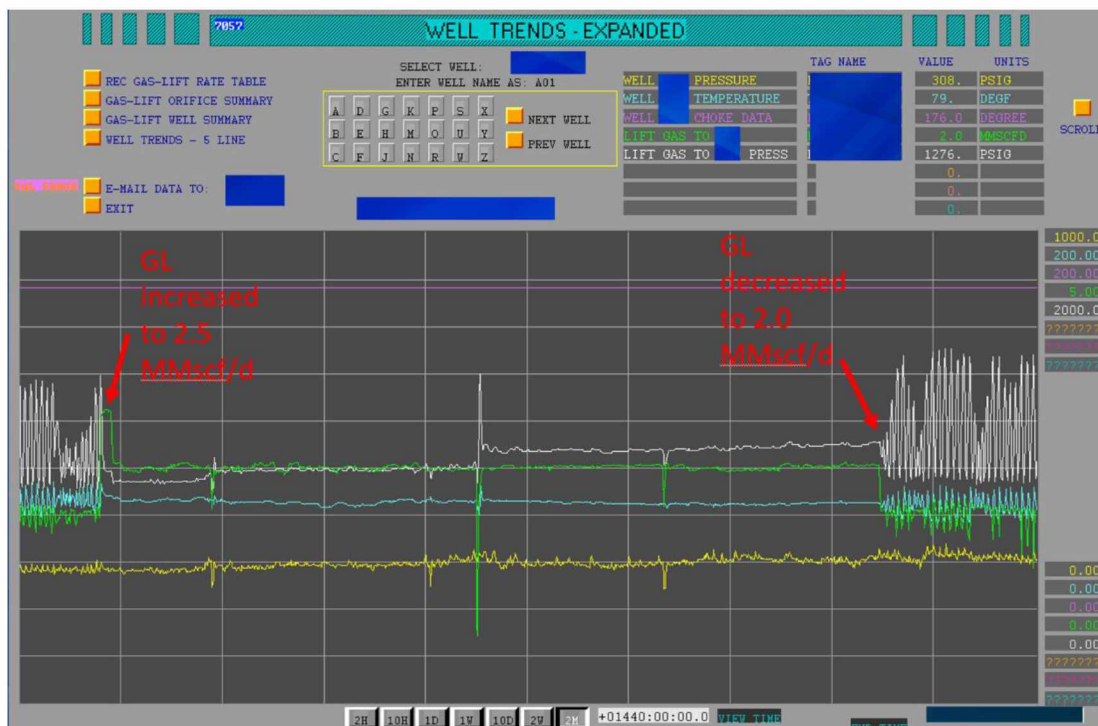 7057
WELL TRENDS - EXPANDED
SELECT WELL:
ENTER WELL NAME AS: A01
REC GAS-LIFT RATE TABLE
GAS-LIFT ORIFICE SUMMARY
GAS-LIFT WELL SUMMARY
WELL TRENDS - 5 LINE
E-MAIL DATA TO:
EXIT
A D G K P S X
B E H M Q U Y
C F J N R V Z
NEXT WELL
PREV WELL
TAG NAME VALUE UNITS
WELL PRESSURE 308. PSIG
WELL TEMPERATURE 79. DEGF
WELL CHOKE DATA 176.0 DEGREE
LIFT GAS TO 2.0 MMSCFD
LIFT GAS TO PRESS 1276. PSIG
0.
0.
0.
SCROLL
GL
increased
to 2.5
MMscf/d
GL
decreased
to 2.0
MMscf/d
1000.0
200.00
200.00
5.00
2000.0
???????
???????
0.00
0.00
0.00
0.00
0.00
???????
???????
2H 10H 1D 1W 10D 2W 2M +01440:00:00.0 VIEW TIME